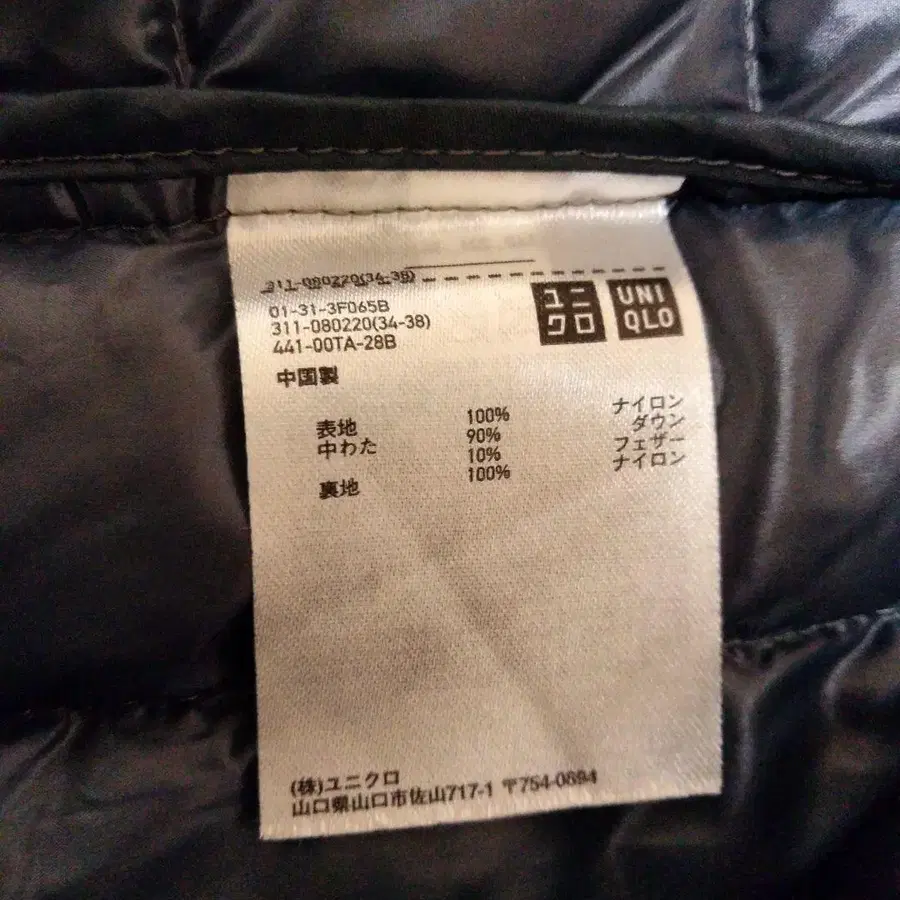 311-080220(34-38)
01-31-3F065B
311-080220(34-38)
441-00TA-28B
ユニ
クロ
UNI
QLO
中国製
表地 100% ナイロン
中わた 90% ダウン
10% フェザー
裏地 100% ナイロン
(株)ユニクロ
山口県山口市佐山717-1 〒754-0894